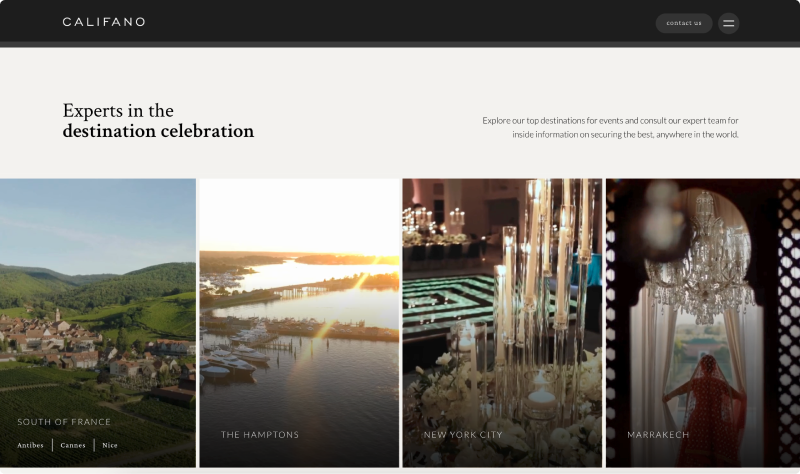 CALIFANO
contact us
Experts in the
destination celebration
Explore our top destinations for events and consult our expert team for
inside information on securing the best, anywhere in the world.
SOUTH OF FRANCE
Antibes | Cannes | Nice
THE HAMPTONS
NEW YORK CITY
MARRAKECH